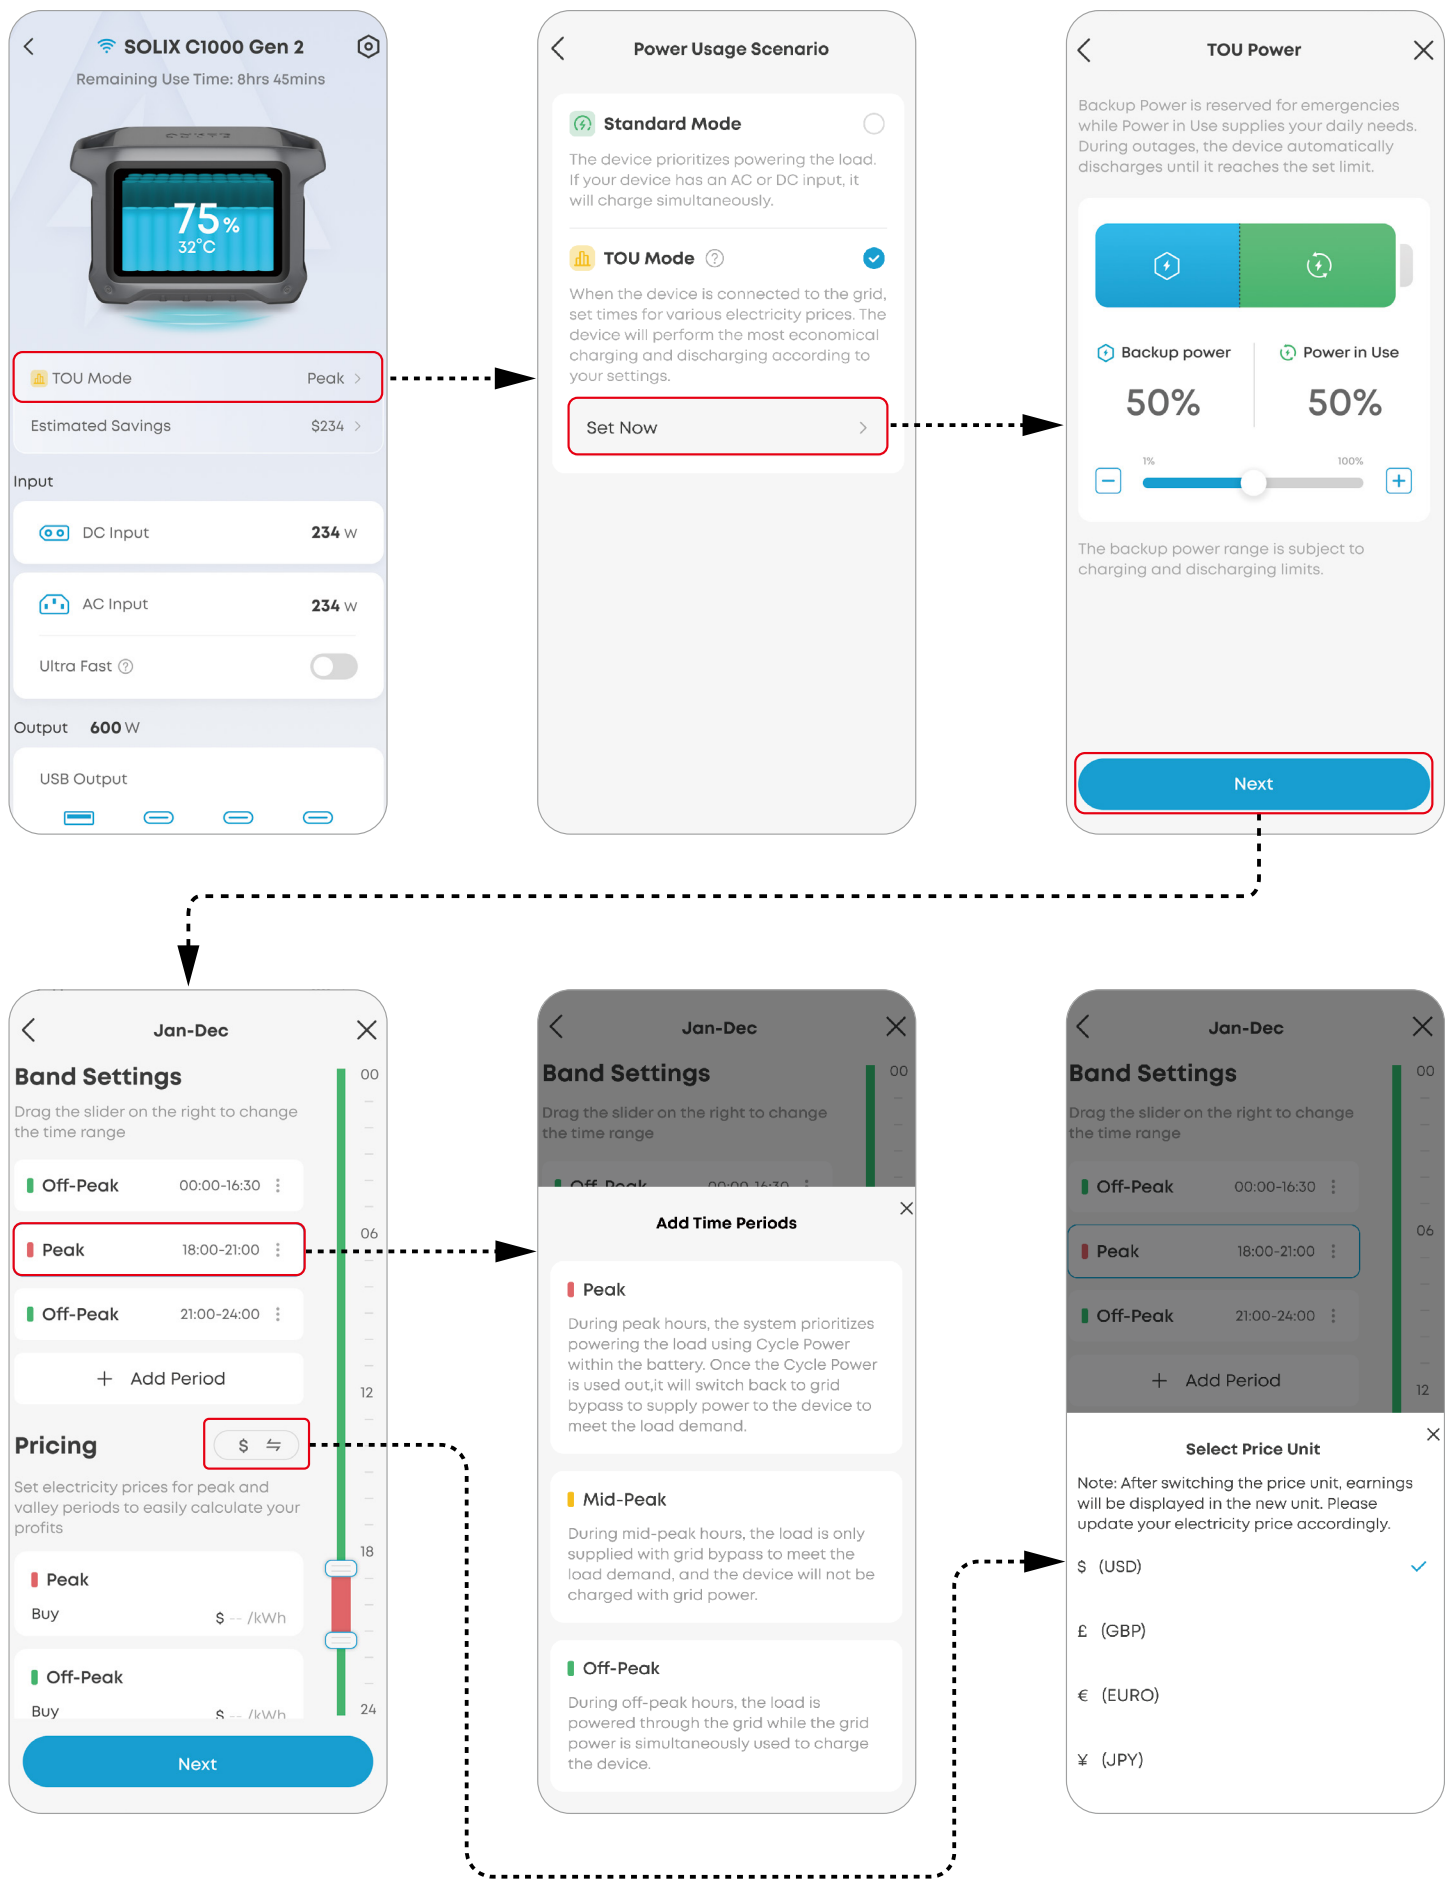 SOLIX C1000 Gen 2
Remaining Use Time: 8hrs 45mins
75%
32°C
TOU Mode
Peak
Estimated Savings
$234
Input
DC Input
234 W
AC Input
234 W
Ultra Fast
Output 600 W
USB Output
Power Usage Scenario
Standard Mode
The device prioritizes powering the load.
If your device has an AC or DC input, it
will charge simultaneously.
TOU Mode
When the device is connected to the grid,
set times for various electricity prices. The
device will perform the most economical
charging and discharging according to
your settings.
Set Now
TOU Power
Backup Power is reserved for emergencies
while Power in Use supplies your daily needs.
During outages, the device automatically
discharges until it reaches the set limit.
Backup power
50%
Power in Use
50%
1%
100%
The backup power range is subject to
charging and discharging limits.
Next
Jan-Dec
Band Settings
Drag the slider on the right to change
the time range
Off-Peak 00:00-16:30
Peak 18:00-21:00
Off-Peak 21:00-24:00
+ Add Period
Pricing
$
Set electricity prices for peak and
valley periods to easily calculate your
profits
Peak
Buy $ -- /kWh
Off-Peak
Buy $ -- /kWh
00
06
12
18
24
Next
Jan-Dec
Band Settings
Drag the slider on the right to change
the time range
Off-Peak 00:00-16:30
00
Add Time Periods
Peak
During peak hours, the system prioritizes
powering the load using Cycle Power
within the battery. Once the Cycle Power
is used out,it will switch back to grid
bypass to supply power to the device to
meet the load demand.
Mid-Peak
During mid-peak hours, the load is only
supplied with grid bypass to meet the
load demand, and the device will not be
charged with grid power.
Off-Peak
During off-peak hours, the load is
powered through the grid while the grid
power is simultaneously used to charge
the device.
Jan-Dec
Band Settings
Drag the slider on the right to change
the time range
Off-Peak 00:00-16:30
Peak 18:00-21:00
Off-Peak 21:00-24:00
+ Add Period
00
06
12
Select Price Unit
Note: After switching the price unit, earnings
will be displayed in the new unit. Please
update your electricity price accordingly.
$ (USD)
£ (GBP)
€ (EURO)
¥ (JPY)